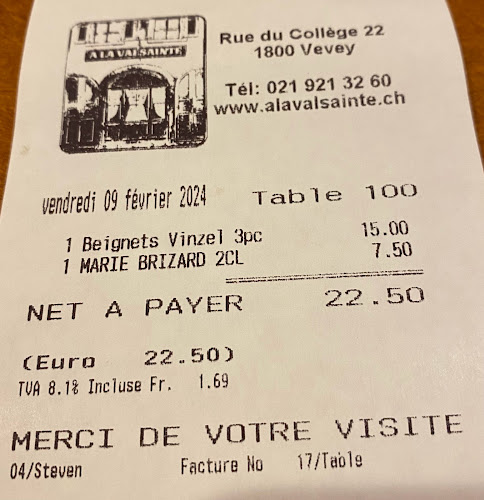 A LA VALSAINTE
Rue du Collège 22
1800 Vevey
Tél: 021 921 32 60
www.alavalsainte.ch
vendredi 09 février 2024 Table 100
1 Beignets Vinzel 3pc 15.00
1 MARIE BRIZARD 2CL 7.50
NET A PAYER 22.50
(Euro 22.50)
TVA 8.1% Incluse Fr. 1.69
MERCI DE VOTRE VISITE
04/Steven Facture No 17/Table